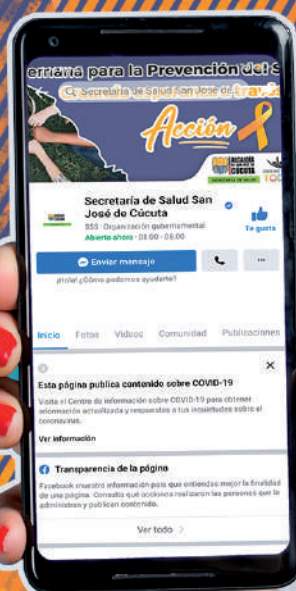 para la Prevención del S
Secretaría de Salud San José de
Acción
ALCALDÍA
CÚCUTA
Secretaría de Salud San
José de Cúcuta
SSS · Organización gubernamental
Abierto ahora · 08:00 - 06:00
Te gusta
Enviar mensaje
¡Hola! ¿Cómo podemos ayudarte?
Inicio Fotos Videos Comunidad Publicaciones
Esta página publica contenido sobre COVID-19
Visita el Centro de información sobre COVID-19 para obtener
información actualizada y respuestas a tus inquietudes sobre el
coronavirus.
Ver información
Transparencia de la página
Facebook muestra información para que entiendas mejor la finalidad
de una página. Consulta qué acciones realizaron las personas que la
administran y publican contenido.
Ver todo